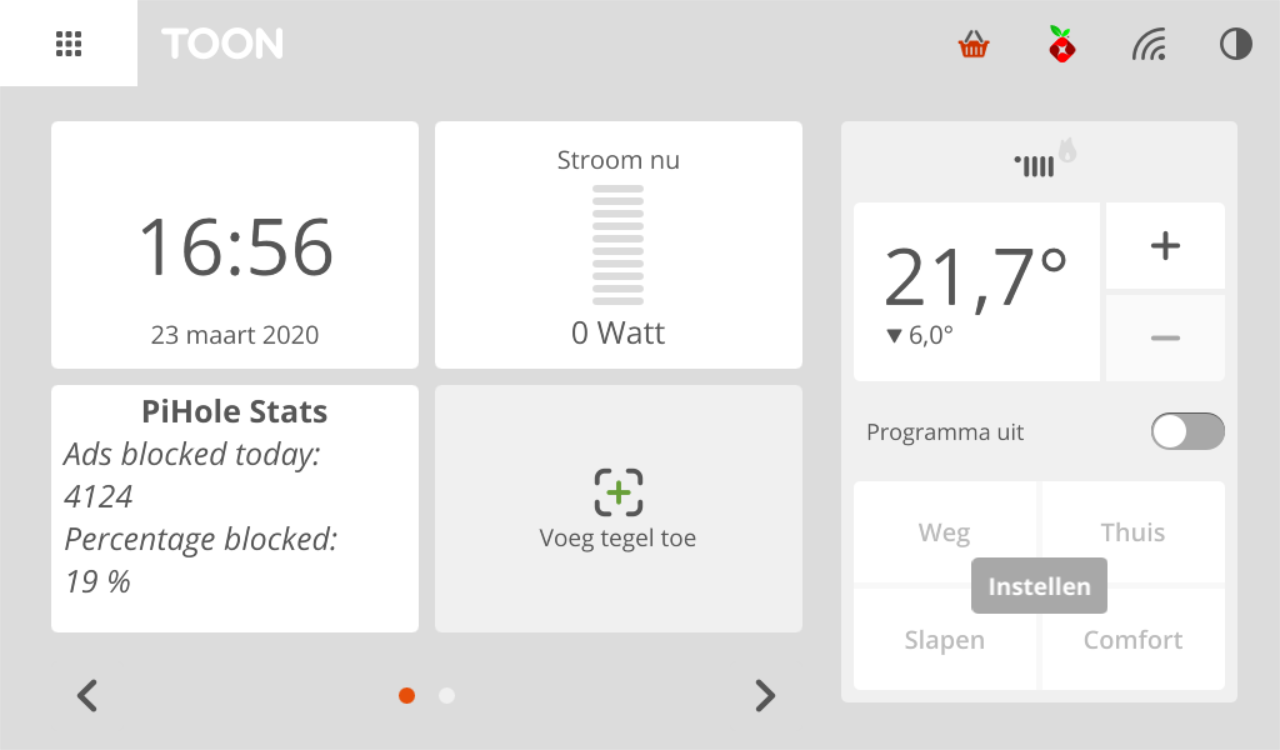 TOON
16:56
23 maart 2020
Stroom nu
0 Watt
PiHole Stats
Ads blocked today:
4124
Percentage blocked:
19 %
Voeg tegel toe
21,7°
▼ 6,0°
+
−
Programma uit
Weg
Thuis
Instellen
Slapen
Comfort